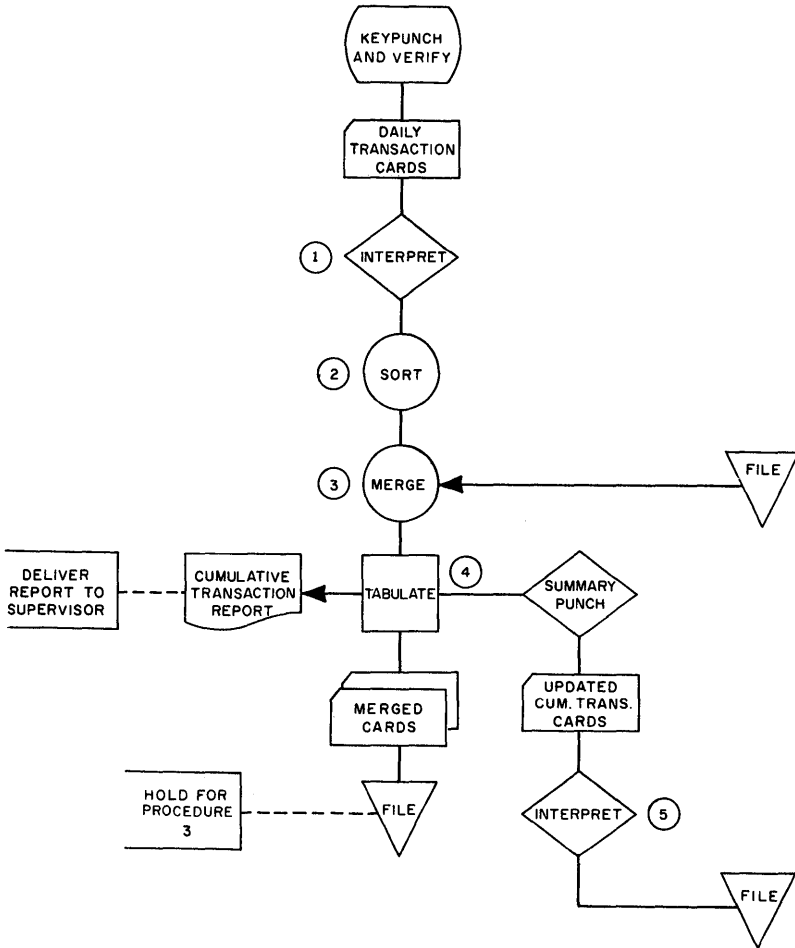 KEYPUNCH
AND VERIFY
DAILY
TRANSACTION
CARDS
1
INTERPRET
2
SORT
3
MERGE
FILE
DELIVER
REPORT TO
SUPERVISOR
CUMULATIVE
TRANSACTION
REPORT
TABULATE
4
SUMMARY
PUNCH
MERGED
CARDS
UPDATED
CUM. TRANS.
CARDS
HOLD FOR
PROCEDURE
3
FILE
INTERPRET
5
FILE